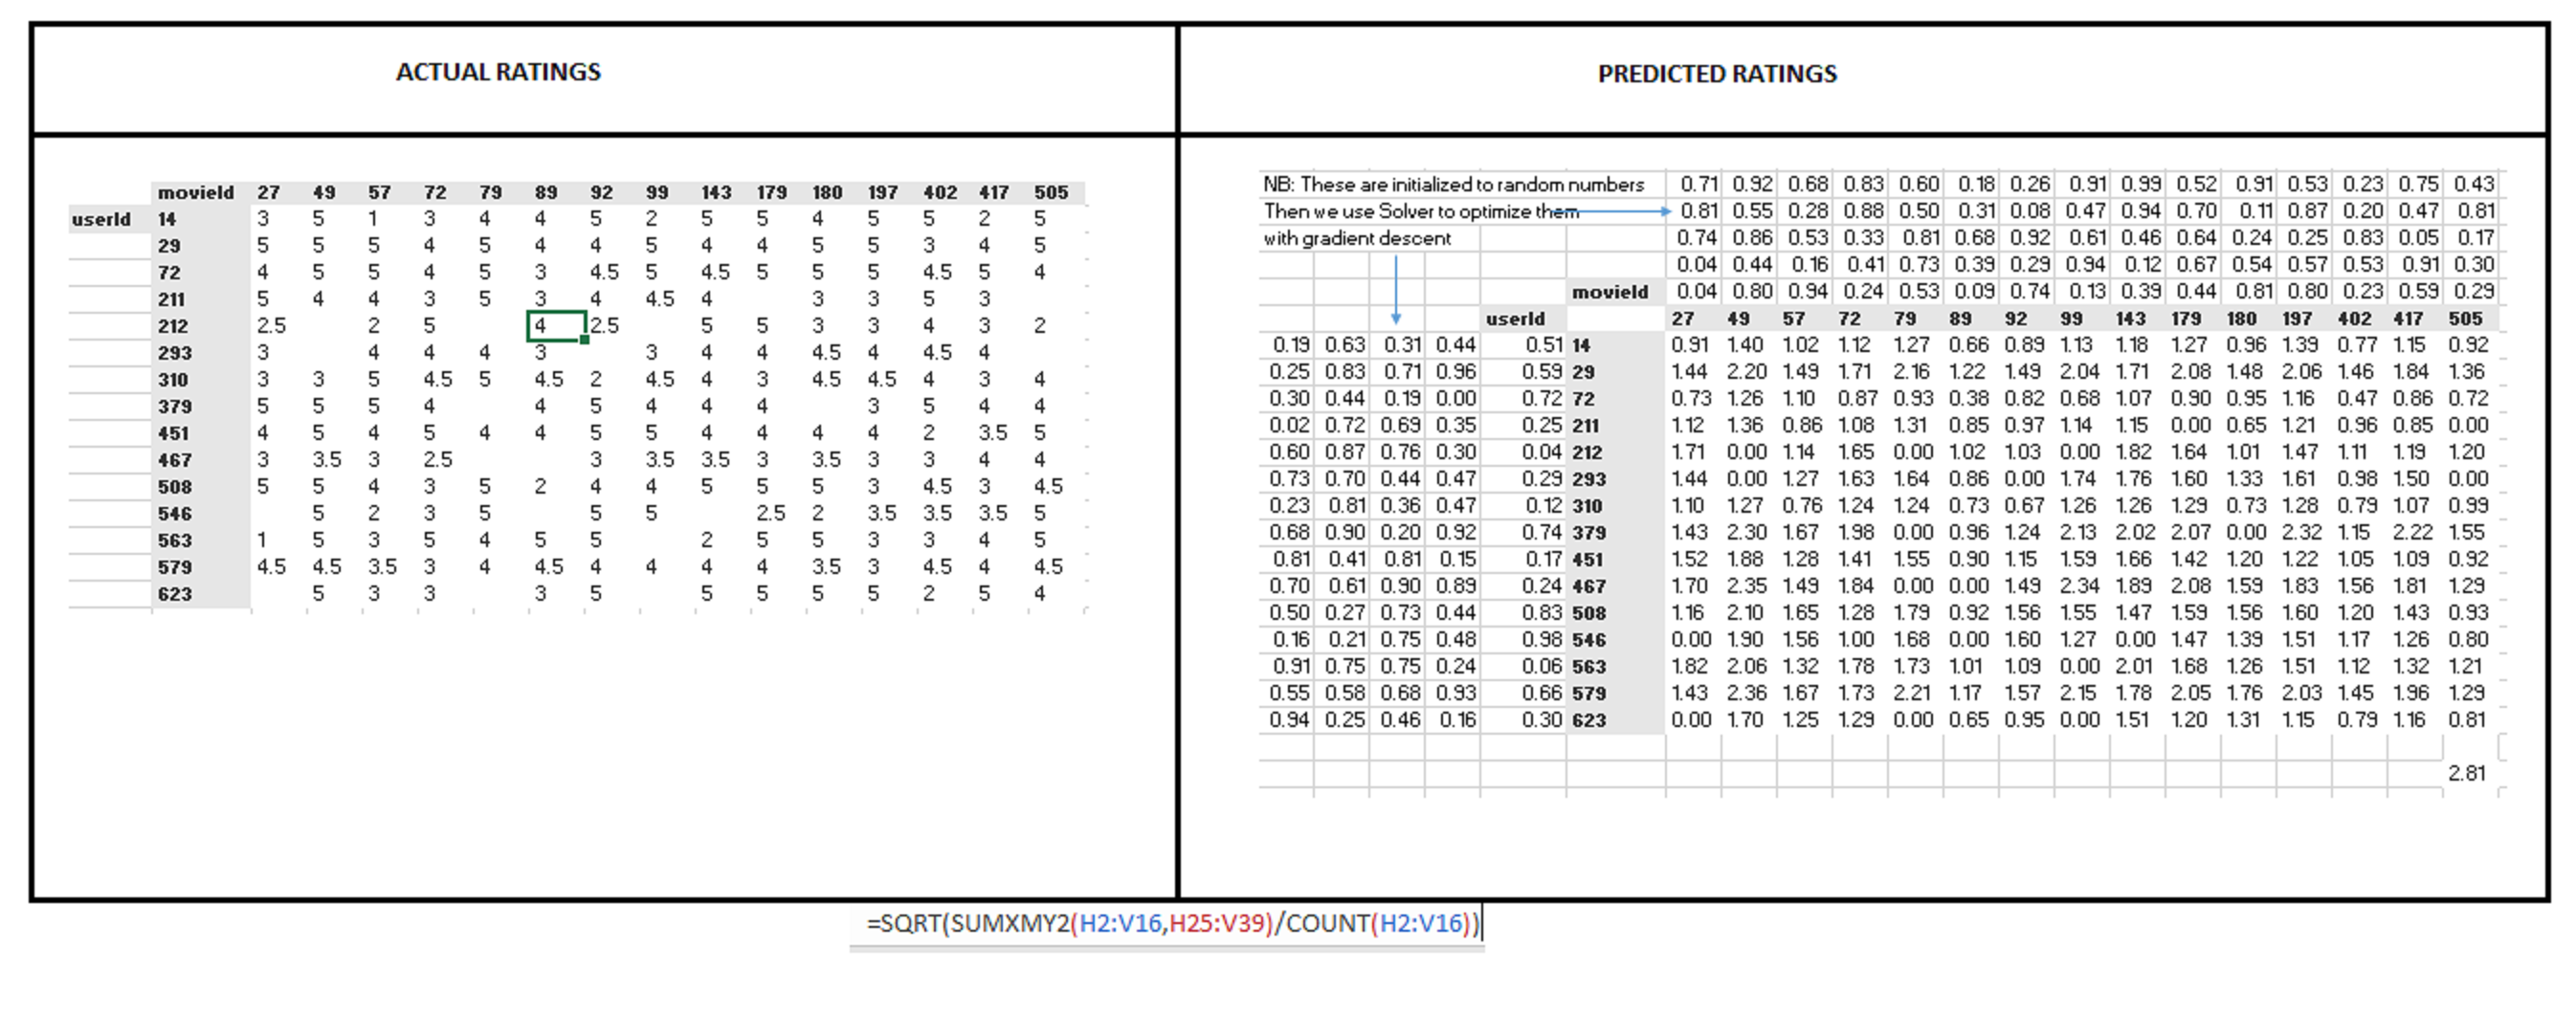 ACTUAL RATINGS
PREDICTED RATINGS
movieId 27 49 57 72 79 89 92 99 143 179 180 197 402 417 505
userId 14 3 5 1 3 4 4 5 2 5 5 4 5 5 2 5
29 5 5 5 4 5 4 4 5 4 4 5 5 3 4 5
72 4 5 5 4 5 3 4.5 5 4.5 5 5 5 4.5 5 4
211 5 4 4 3 5 3 4 4.5 4 3 3 5 3
212 2.5 2 5 4 2.5 5 5 3 3 4 3 2
293 3 4 4 4 3 3 4 4 4.5 4 4.5 4
310 3 3 5 4.5 5 4.5 2 4.5 4 3 4.5 4.5 4 3 4
379 5 5 5 4 4 5 4 4 4 3 5 4 4
451 4 5 4 5 4 4 5 5 4 4 4 4 2 3.5 5
467 3 3.5 3 2.5 3 3.5 3.5 3 3.5 3 3 4 4
508 5 5 4 3 5 2 4 4 5 5 5 3 4.5 3 4.5
546 5 2 3 5 5 5 2.5 2 3.5 3.5 3.5 5
563 1 5 3 5 4 5 5 2 5 5 3 3 4 5
579 4.5 4.5 3.5 3 4 4.5 4 4 4 4 3.5 3 4.5 4 4.5
623 5 3 3 3 5 5 5 5 5 2 5 4
NB: These are initialized to random numbers 0.71 0.92 0.68 0.83 0.60 0.18 0.26 0.91 0.99 0.52 0.91 0.53 0.23 0.75 0.43
Then we use Solver to optimize them 0.81 0.55 0.28 0.88 0.50 0.31 0.08 0.47 0.94 0.70 0.11 0.87 0.20 0.47 0.81
with gradient descent 0.74 0.86 0.53 0.33 0.81 0.68 0.92 0.61 0.46 0.64 0.24 0.25 0.83 0.05 0.17
0.04 0.44 0.16 0.41 0.73 0.39 0.29 0.94 0.12 0.67 0.54 0.57 0.53 0.91 0.30
movieId 0.04 0.80 0.94 0.24 0.53 0.09 0.74 0.13 0.39 0.44 0.81 0.80 0.23 0.59 0.29
userId 27 49 57 72 79 89 92 99 143 179 180 197 402 417 505
0.19 0.63 0.31 0.44 0.51 14 0.91 1.40 1.02 1.12 1.27 0.66 0.89 1.13 1.18 1.27 0.96 1.39 0.77 1.15 0.92
0.25 0.83 0.71 0.96 0.59 29 1.44 2.20 1.49 1.71 2.16 1.22 1.49 2.04 1.71 2.08 1.48 2.06 1.46 1.84 1.36
0.30 0.44 0.19 0.00 0.72 72 0.73 1.26 1.10 0.87 0.93 0.38 0.82 0.68 1.07 0.90 0.95 1.16 0.47 0.86 0.72
0.02 0.72 0.69 0.35 0.25 211 1.12 1.36 0.86 1.08 1.31 0.85 0.97 1.14 1.15 0.00 0.65 1.21 0.96 0.85 0.00
0.60 0.87 0.76 0.30 0.04 212 1.71 0.00 1.14 1.65 0.00 1.02 1.03 0.00 1.82 1.64 1.01 1.47 1.11 1.19 1.20
0.73 0.70 0.44 0.47 0.29 293 1.44 0.00 1.27 1.63 1.64 0.86 0.00 1.74 1.76 1.60 1.33 1.61 0.98 1.50 0.00
0.23 0.81 0.36 0.47 0.12 310 1.10 1.27 0.76 1.24 1.24 0.73 0.67 1.26 1.26 1.29 0.73 1.28 0.79 1.07 0.99
0.68 0.90 0.20 0.92 0.74 379 1.43 2.30 1.67 1.98 0.00 0.96 1.24 2.13 2.02 2.07 0.00 2.32 1.15 2.22 1.55
0.81 0.41 0.81 0.15 0.17 451 1.52 1.88 1.28 1.41 1.55 0.90 1.15 1.59 1.66 1.42 1.20 1.22 1.05 1.09 0.92
0.70 0.61 0.90 0.89 0.24 467 1.70 2.35 1.49 1.84 0.00 0.00 1.49 2.34 1.89 2.08 1.59 1.83 1.56 1.81 1.29
0.50 0.27 0.73 0.44 0.83 508 1.16 2.10 1.65 1.28 1.79 0.92 1.56 1.55 1.47 1.59 1.56 1.60 1.20 1.43 0.93
0.16 0.21 0.75 0.48 0.98 546 0.00 1.90 1.56 1.00 1.68 0.00 1.60 1.27 0.00 1.47 1.39 1.51 1.17 1.26 0.80
0.91 0.75 0.75 0.24 0.06 563 1.82 2.06 1.32 1.78 1.73 1.01 1.09 0.00 2.01 1.68 1.26 1.51 1.12 1.32 1.21
0.55 0.58 0.68 0.93 0.66 579 1.43 2.36 1.67 1.73 2.21 1.17 1.57 2.15 1.78 2.05 1.76 2.03 1.45 1.96 1.29
0.94 0.25 0.46 0.16 0.30 623 0.00 1.70 1.25 1.29 0.00 0.65 0.95 0.00 1.51 1.20 1.31 1.15 0.79 1.16 0.81
2.81
=SQRT(SUMXMY2(H2:V16,H25:V39)/COUNT(H2:V16))